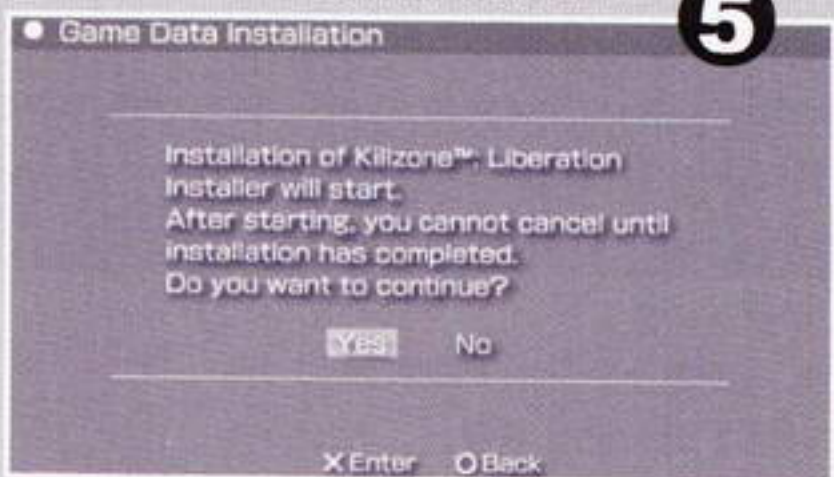 5
Game Data Installation
Installation of Killzone™: Liberation
Installer will start.
After starting, you cannot cancel until
installation has completed.
Do you want to continue?
Yes No
X Enter O Back